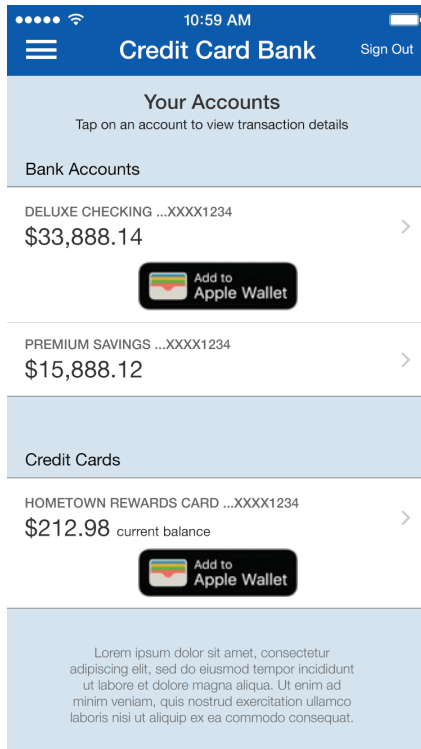 10:59 AM
Credit Card Bank
Sign Out
Your Accounts
Tap on an account to view transaction details
Bank Accounts
DELUXE CHECKING ...XXXX1234
$33,888.14
Add to
Apple Wallet
PREMIUM SAVINGS ...XXXX1234
$15,888.12
Credit Cards
HOMETOWN REWARDS CARD ...XXXX1234
$212.98 current balance
Add to
Apple Wallet
Lorem ipsum dolor sit amet, consectetur
adipiscing elit, sed do eiusmod tempor incididunt
ut labore et dolore magna aliqua. Ut enim ad
minim veniam, quis nostrud exercitation ullamco
laboris nisi ut aliquip ex ea commodo consequat.